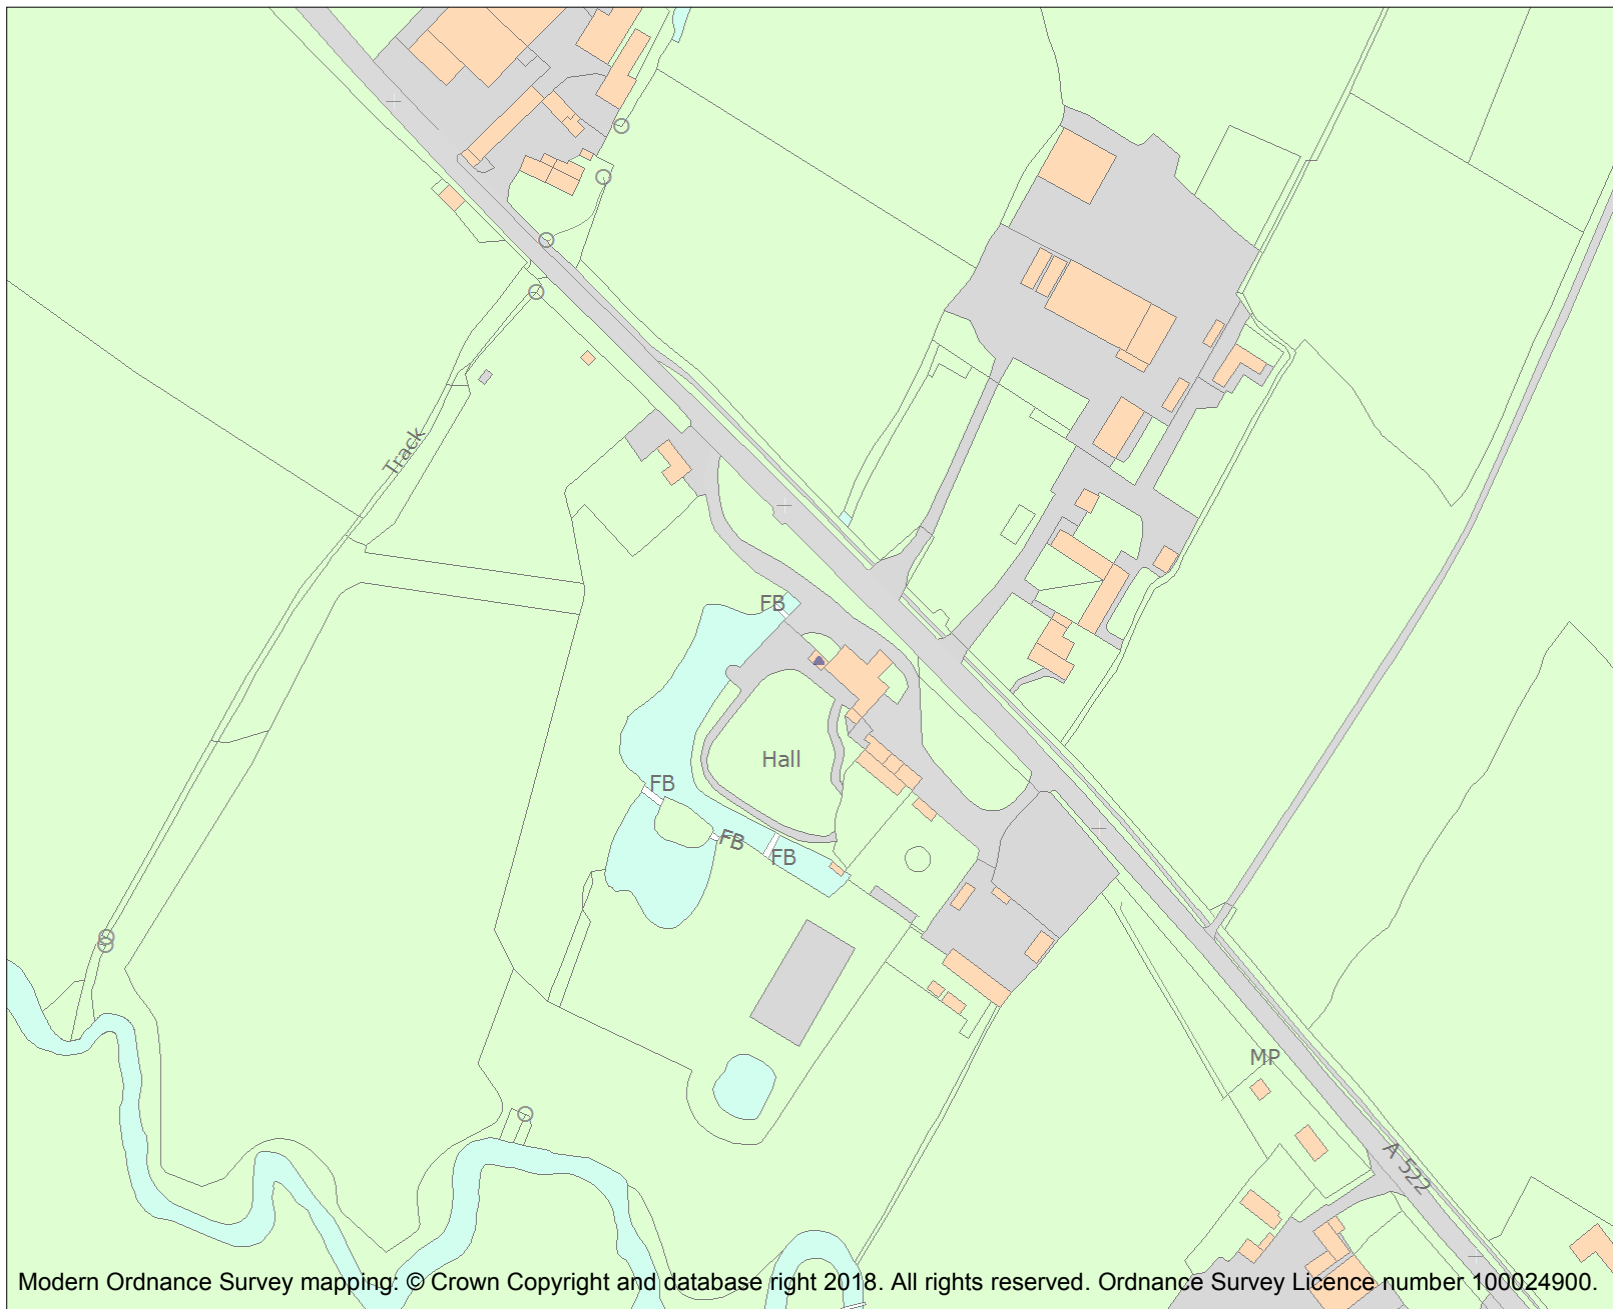 Track
FB
Hall
FB
FB
FB
MP
A 522
Modern Ordnance Survey mapping: © Crown Copyright and database right 2018. All rights reserved. Ordnance Survey Licence number 100024900.